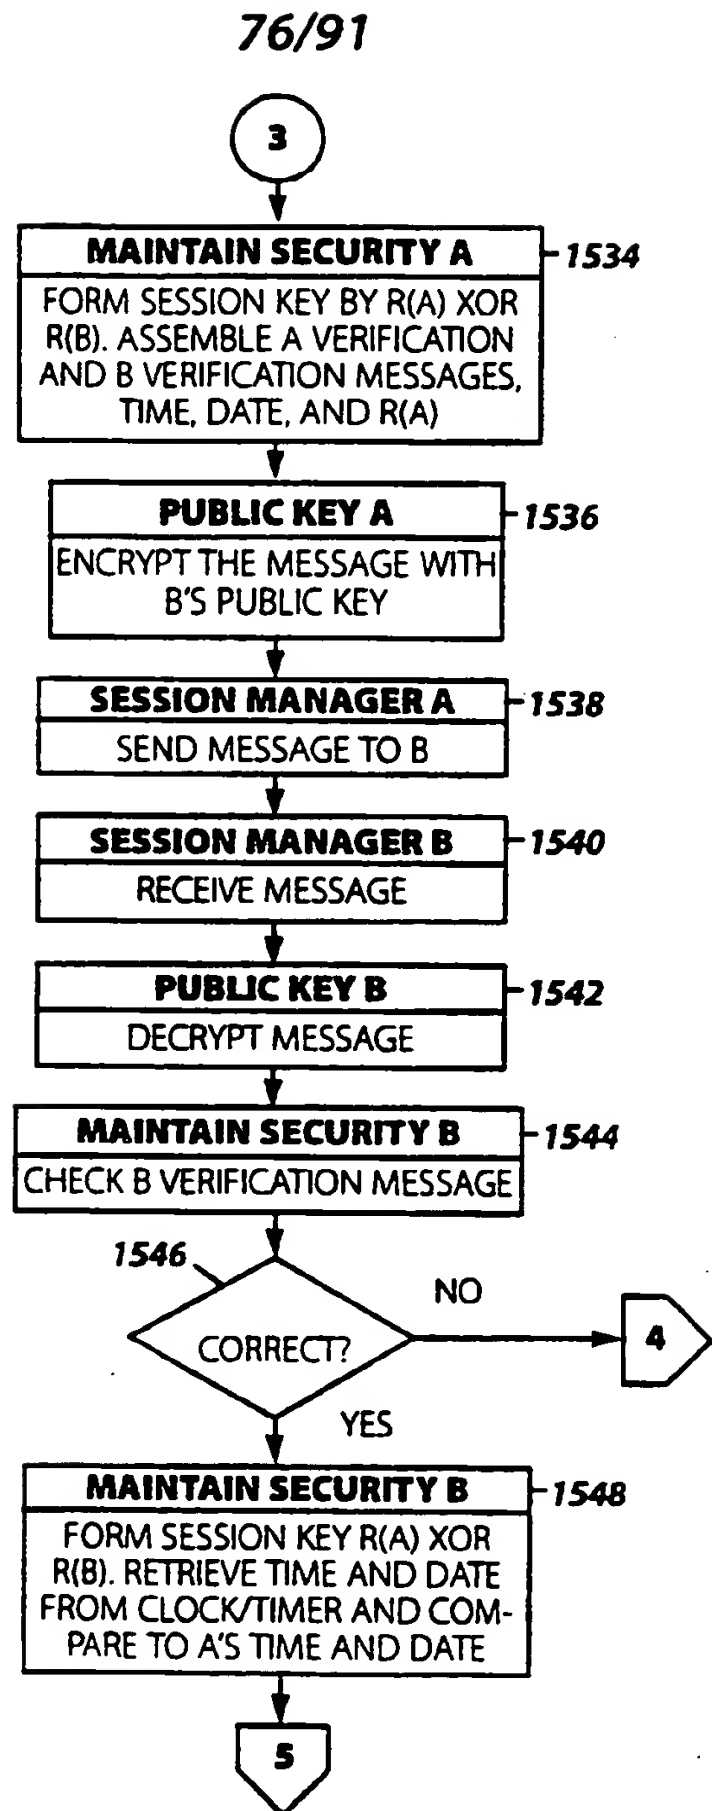 76/91
3
MAINTAIN SECURITY A
1534
FORM SESSION KEY BY R(A) XOR
R(B). ASSEMBLE A VERIFICATION
AND B VERIFICATION MESSAGES,
TIME, DATE, AND R(A)
PUBLIC KEY A
1536
ENCRYPT THE MESSAGE WITH
B'S PUBLIC KEY
SESSION MANAGER A
1538
SEND MESSAGE TO B
SESSION MANAGER B
1540
RECEIVE MESSAGE
PUBLIC KEY B
1542
DECRYPT MESSAGE
MAINTAIN SECURITY B
1544
CHECK B VERIFICATION MESSAGE
1546
CORRECT?
NO
4
YES
MAINTAIN SECURITY B
1548
FORM SESSION KEY R(A) XOR
R(B). RETRIEVE TIME AND DATE
FROM CLOCK/TIMER AND COM-
PARE TO A'S TIME AND DATE
5